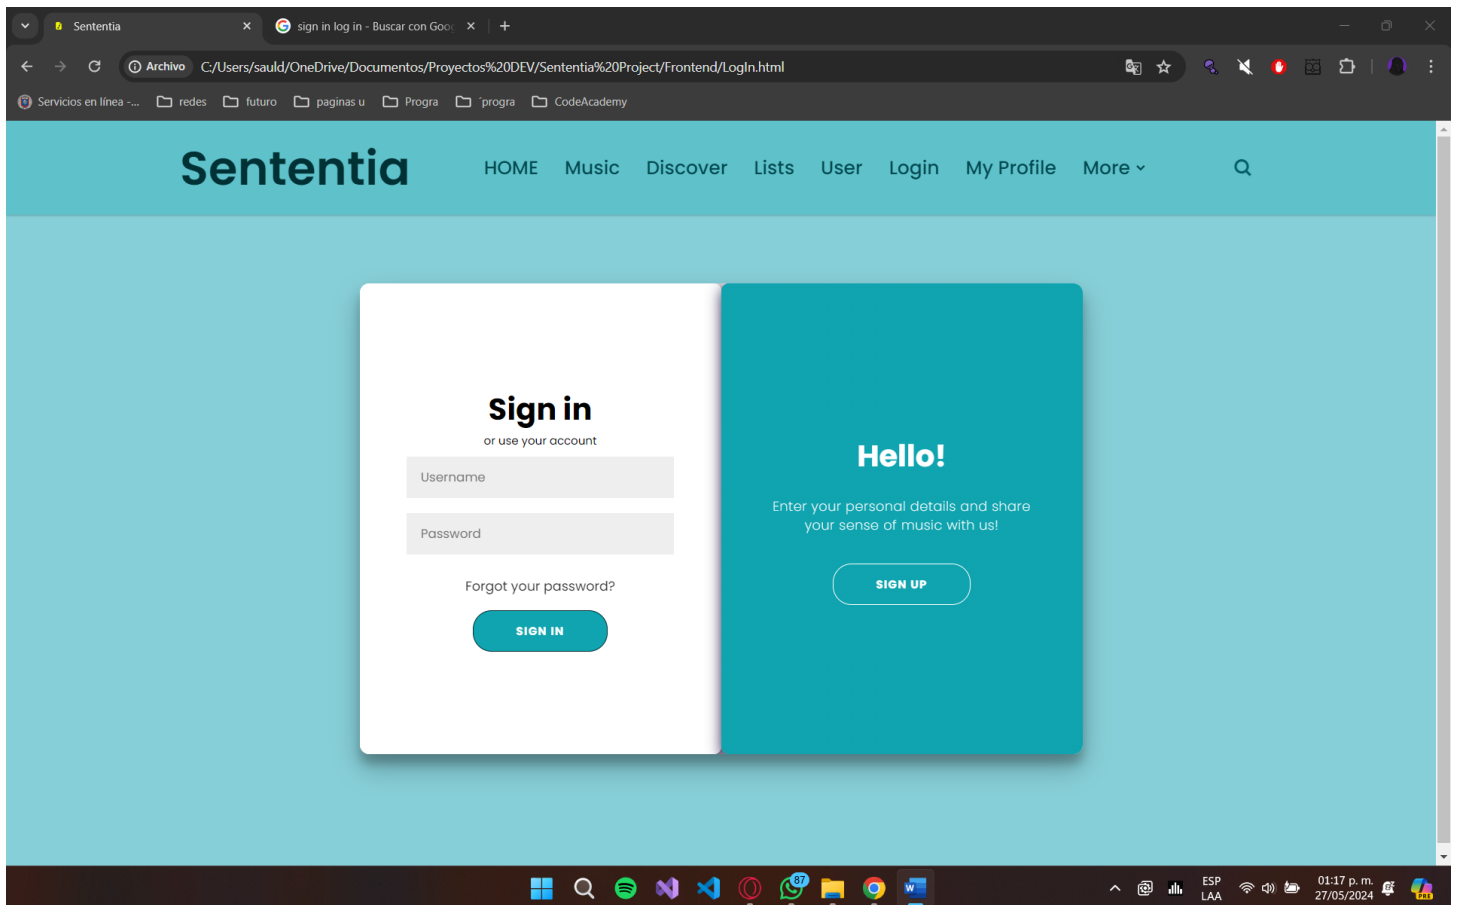 Sententia
sign in log in - Buscar con Goo
Archivo C:/Users/sauld/OneDrive/Documentos/Proyectos%20DEV/Sententia%20Project/Frontend/LogIn.html
Servicios en línea -... redes futuro paginas u Progra ´progra CodeAcademy
Sententia HOME Music Discover Lists User Login My Profile More
Sign in
or use your account
Username
Password
Forgot your password?
SIGN IN
Hello!
Enter your personal details and share
your sense of music with us!
SIGN UP
87
ESP
LAA
01:17 p. m.
27/05/2024
PRE